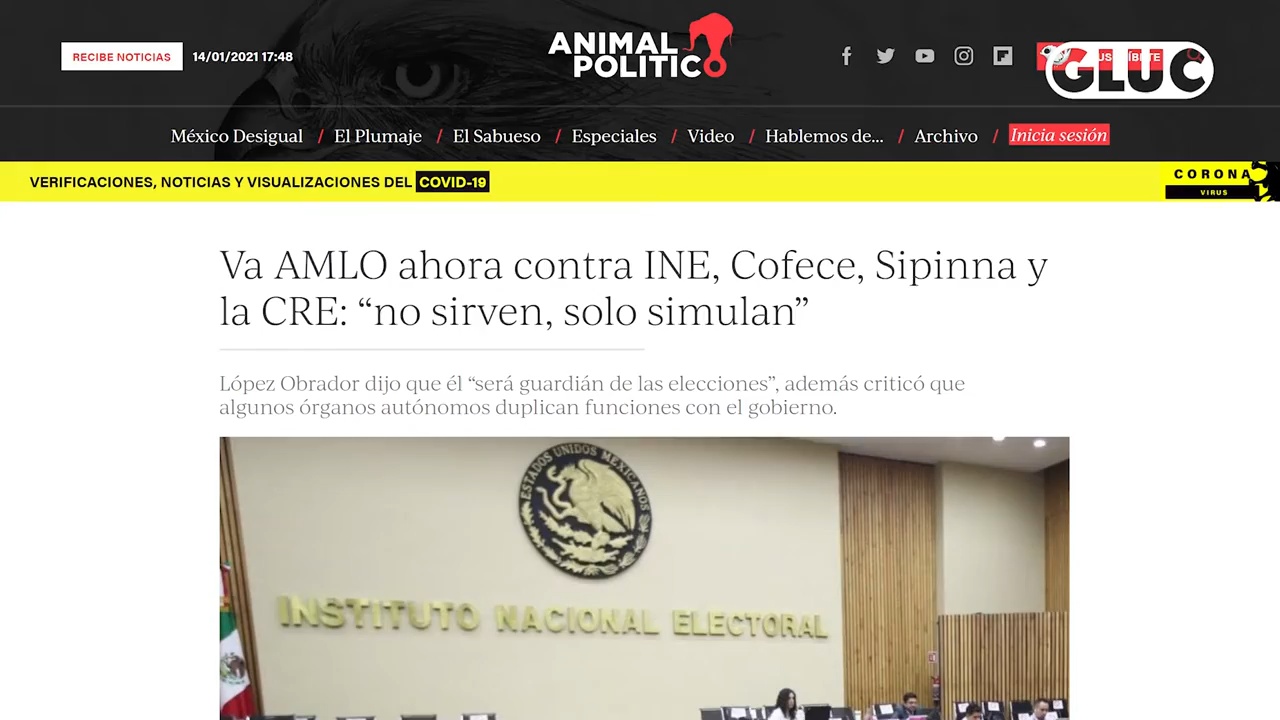 RECIBE NOTICIAS
14/01/2021 17:48
ANIMAL
POLITICO
GLUC
México Desigual / El Plumaje / El Sabueso / Especiales / Video / Hablemos de... / Archivo / Inicia sesión
VERIFICACIONES, NOTICIAS Y VISUALIZACIONES DEL COVID-19
CORONA
VIRUS
Va AMLO ahora contra INE, Cofece, Sipinna y
la CRE: “no sirven, solo simulan”
López Obrador dijo que él “será guardián de las elecciones”, además criticó que
algunos órganos autónomos duplican funciones con el gobierno.
ESTADOS UNIDOS MEXICANOS
INSTITUTO NACIONAL ELECTORAL